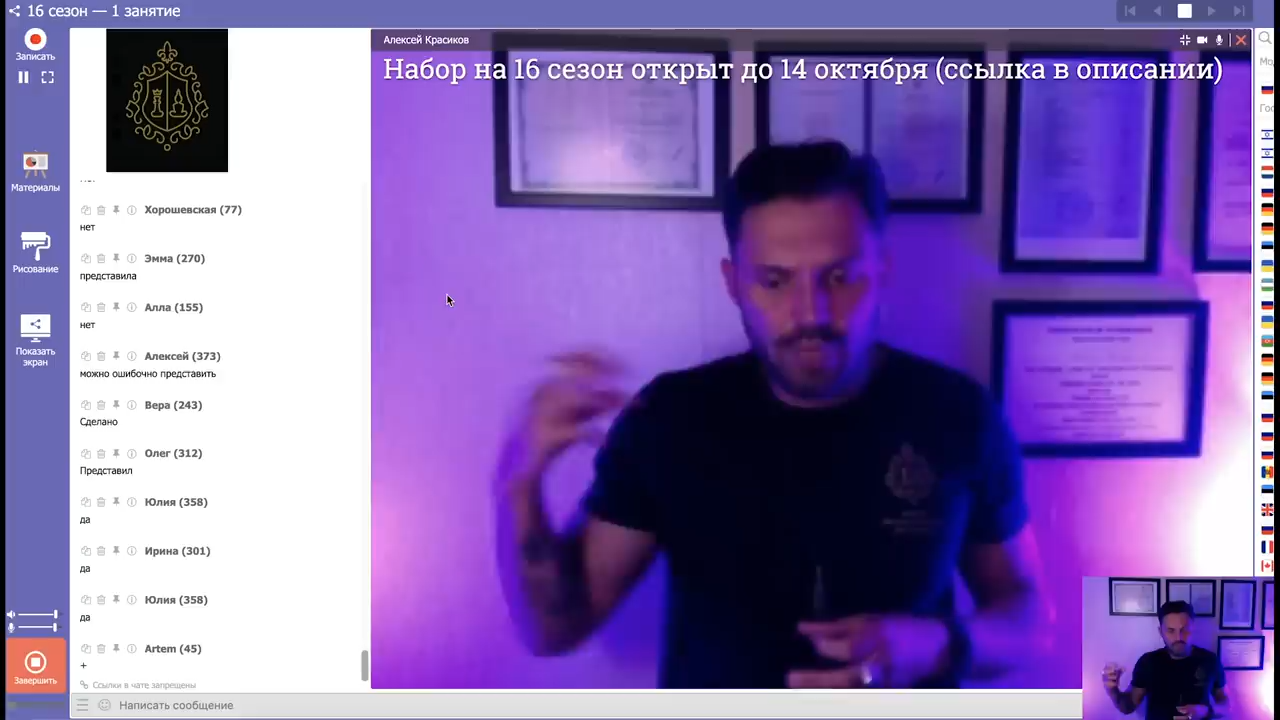 16 сезон — 1 занятие
Записать
Материалы
Рисование
Показать
экран
Завершить
Хорошевская (77)
нет
Эмма (270)
представила
Алла (155)
нет
Алексей (373)
можно ошибочно представить
Вера (243)
Сделано
Олег (312)
Представил
Юлия (358)
да
Ирина (301)
да
Юлия (358)
да
Artem (45)
+
Ссылки в чате запрещены
Написать сообщение
Алексей Красиков
Набор на 16 сезон открыт до 14 октября (ссылка в описании)